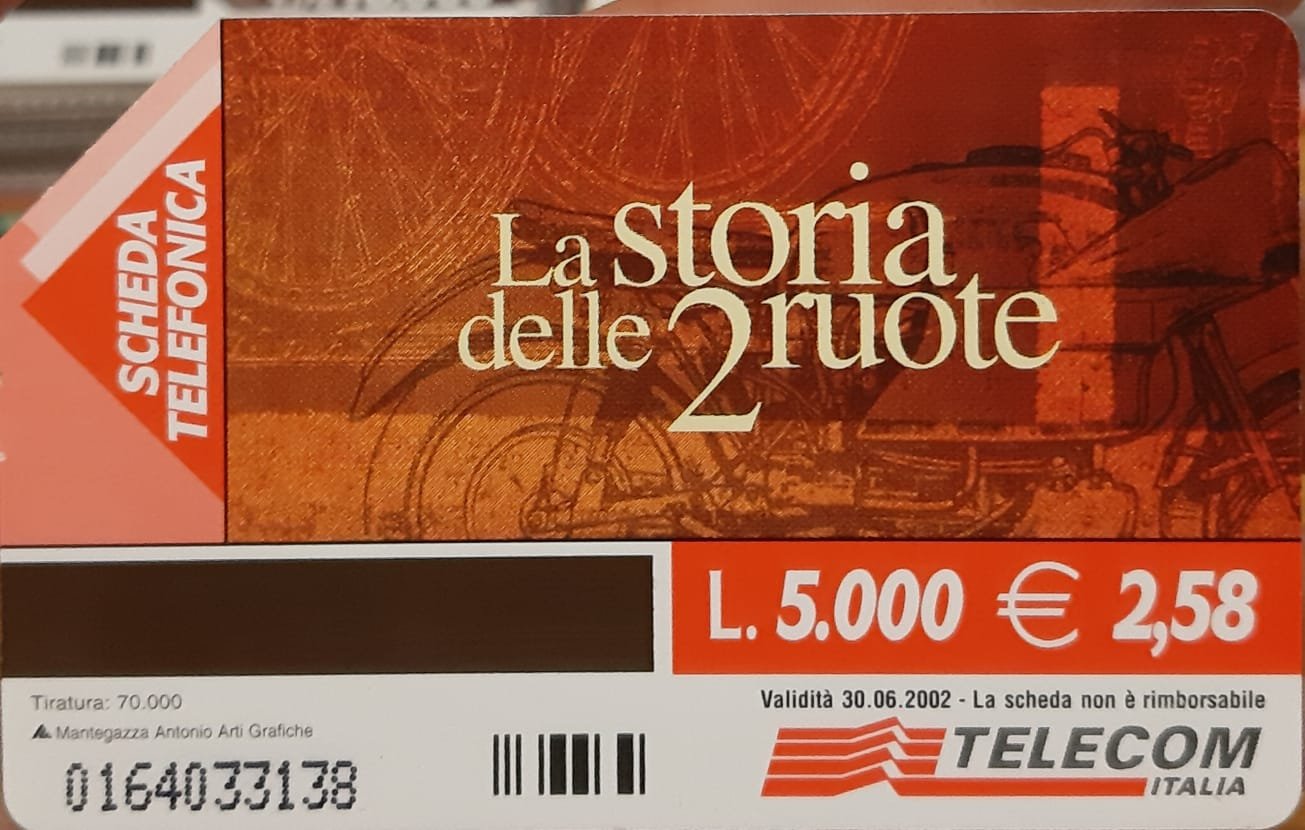 SCHEDA
TELEFONICA
La storia
delle 2 ruote
L. 5.000 € 2,58
Tiratura: 70.000
Mantegazza Antonio Arti Grafiche
0164033138
Validità 30.06.2002 - La scheda non è rimborsabile
TELECOM
ITALIA